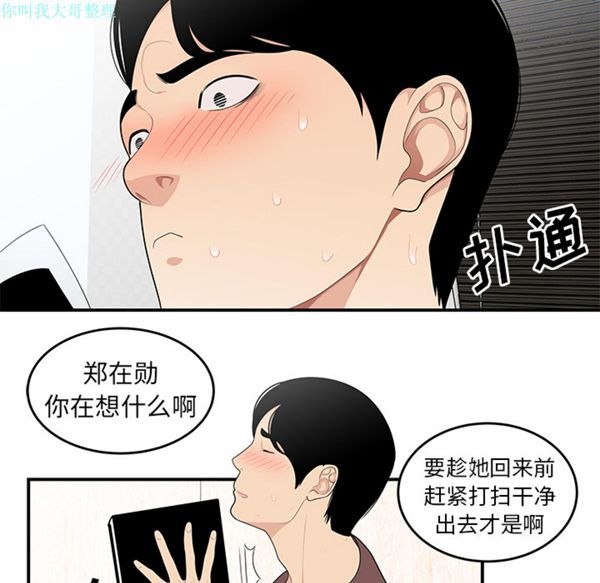 你叫我大哥整理
扑通
郑在勋
你在想什么啊
要趁她回来前
赶紧打扫干净
出去才是啊